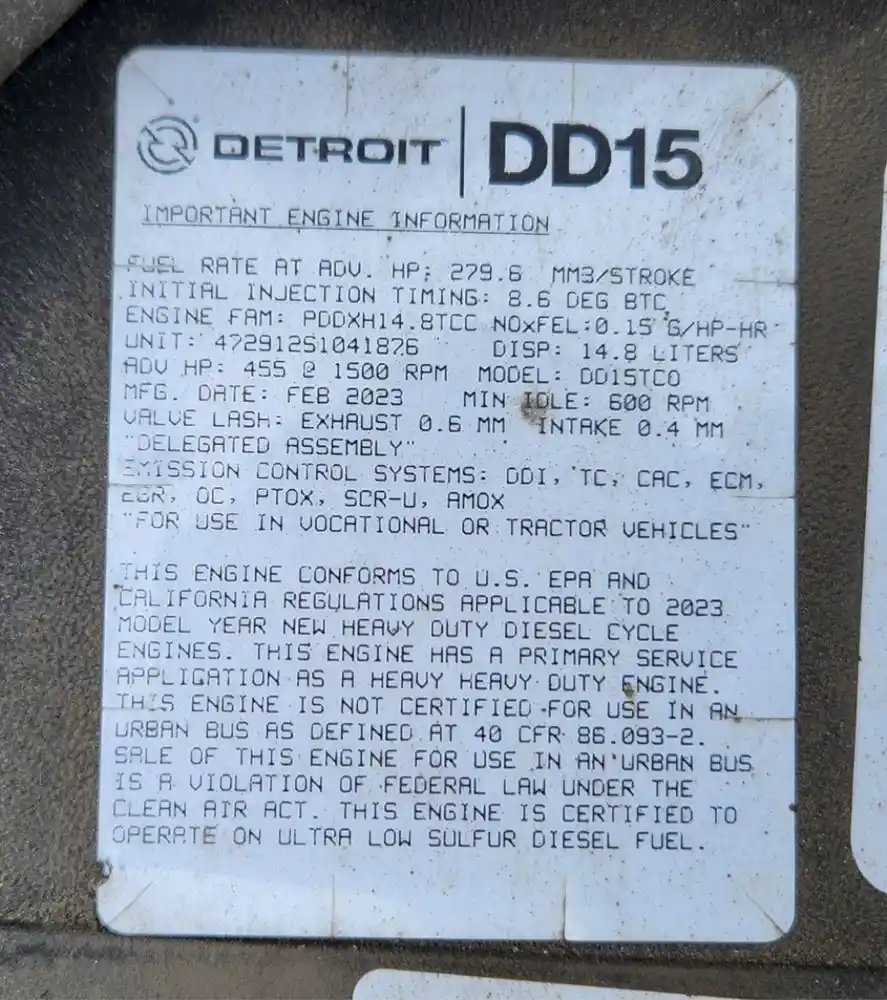 DETROIT DD15
IMPORTANT ENGINE INFORMATION
FUEL RATE AT ADV. HP: 279.6 MM3/STROKE
INITIAL INJECTION TIMING: 8.6 DEG BTC
ENGINE FAM: PDDXH14.8TCC NOxFEL:0.15 G/HP-HR
UNIT: 472912S1041876 DISP: 14.8 LITERS
ADV HP: 455 @ 1500 RPM MODEL: DD15TCO
MFG. DATE: FEB 2023 MIN IDLE: 600 RPM
VALVE LASH: EXHAUST 0.6 MM INTAKE 0.4 MM
"DELEGATED ASSEMBLY"
EMISSION CONTROL SYSTEMS: DDI, TC, CAC, ECM,
EGR, OC, PTOX, SCR-U, AMOX
"FOR USE IN VOCATIONAL OR TRACTOR VEHICLES"
THIS ENGINE CONFORMS TO U.S. EPA AND
CALIFORNIA REGULATIONS APPLICABLE TO 2023
MODEL YEAR NEW HEAVY DUTY DIESEL CYCLE
ENGINES. THIS ENGINE HAS A PRIMARY SERVICE
APPLICATION AS A HEAVY HEAVY DUTY ENGINE.
THIS ENGINE IS NOT CERTIFIED FOR USE IN AN
URBAN BUS AS DEFINED AT 40 CFR 86.093-2.
SALE OF THIS ENGINE FOR USE IN AN URBAN BUS
IS A VIOLATION OF FEDERAL LAW UNDER THE
CLEAN AIR ACT. THIS ENGINE IS CERTIFIED TO
OPERATE ON ULTRA LOW SULFUR DIESEL FUEL.